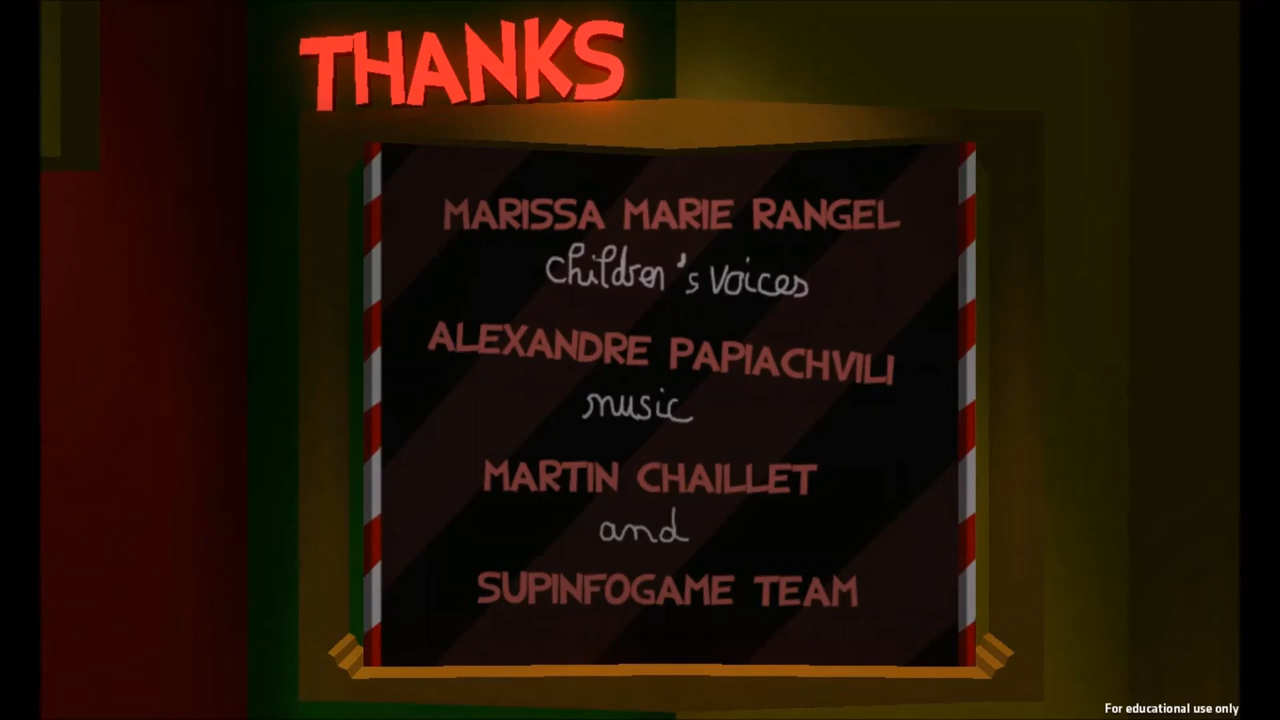 THANKS
MARISSA MARIE RANGEL
children's voices
ALEXANDRE PAPIACHVILI
music
MARTIN CHAILLET
and
SUPINFOGAME TEAM
For educational use only